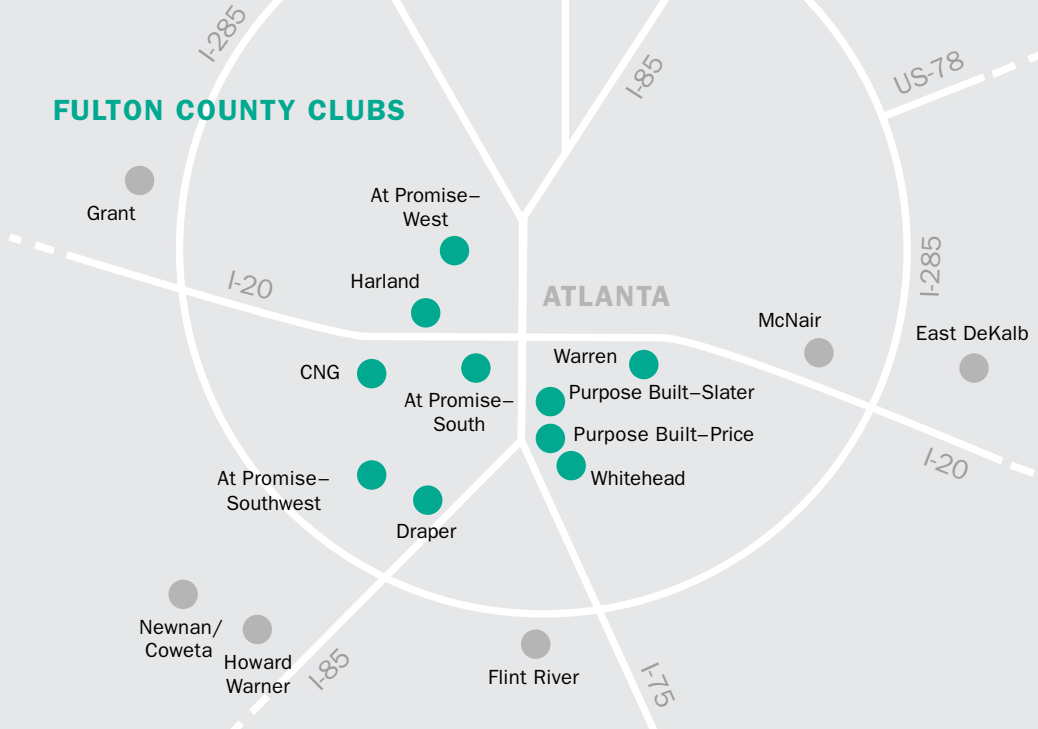 I-285
I-85
US-78
FULTON COUNTY CLUBS
Grant
At Promise–
West
I-285
Harland
I-20
ATLANTA
McNair
East DeKalb
Warren
CNG
Purpose Built–Slater
At Promise–
South
Purpose Built–Price
I-20
Whitehead
At Promise–
Southwest
Draper
Newnan/
Coweta
Howard
Warner
I-85
Flint River
I-75